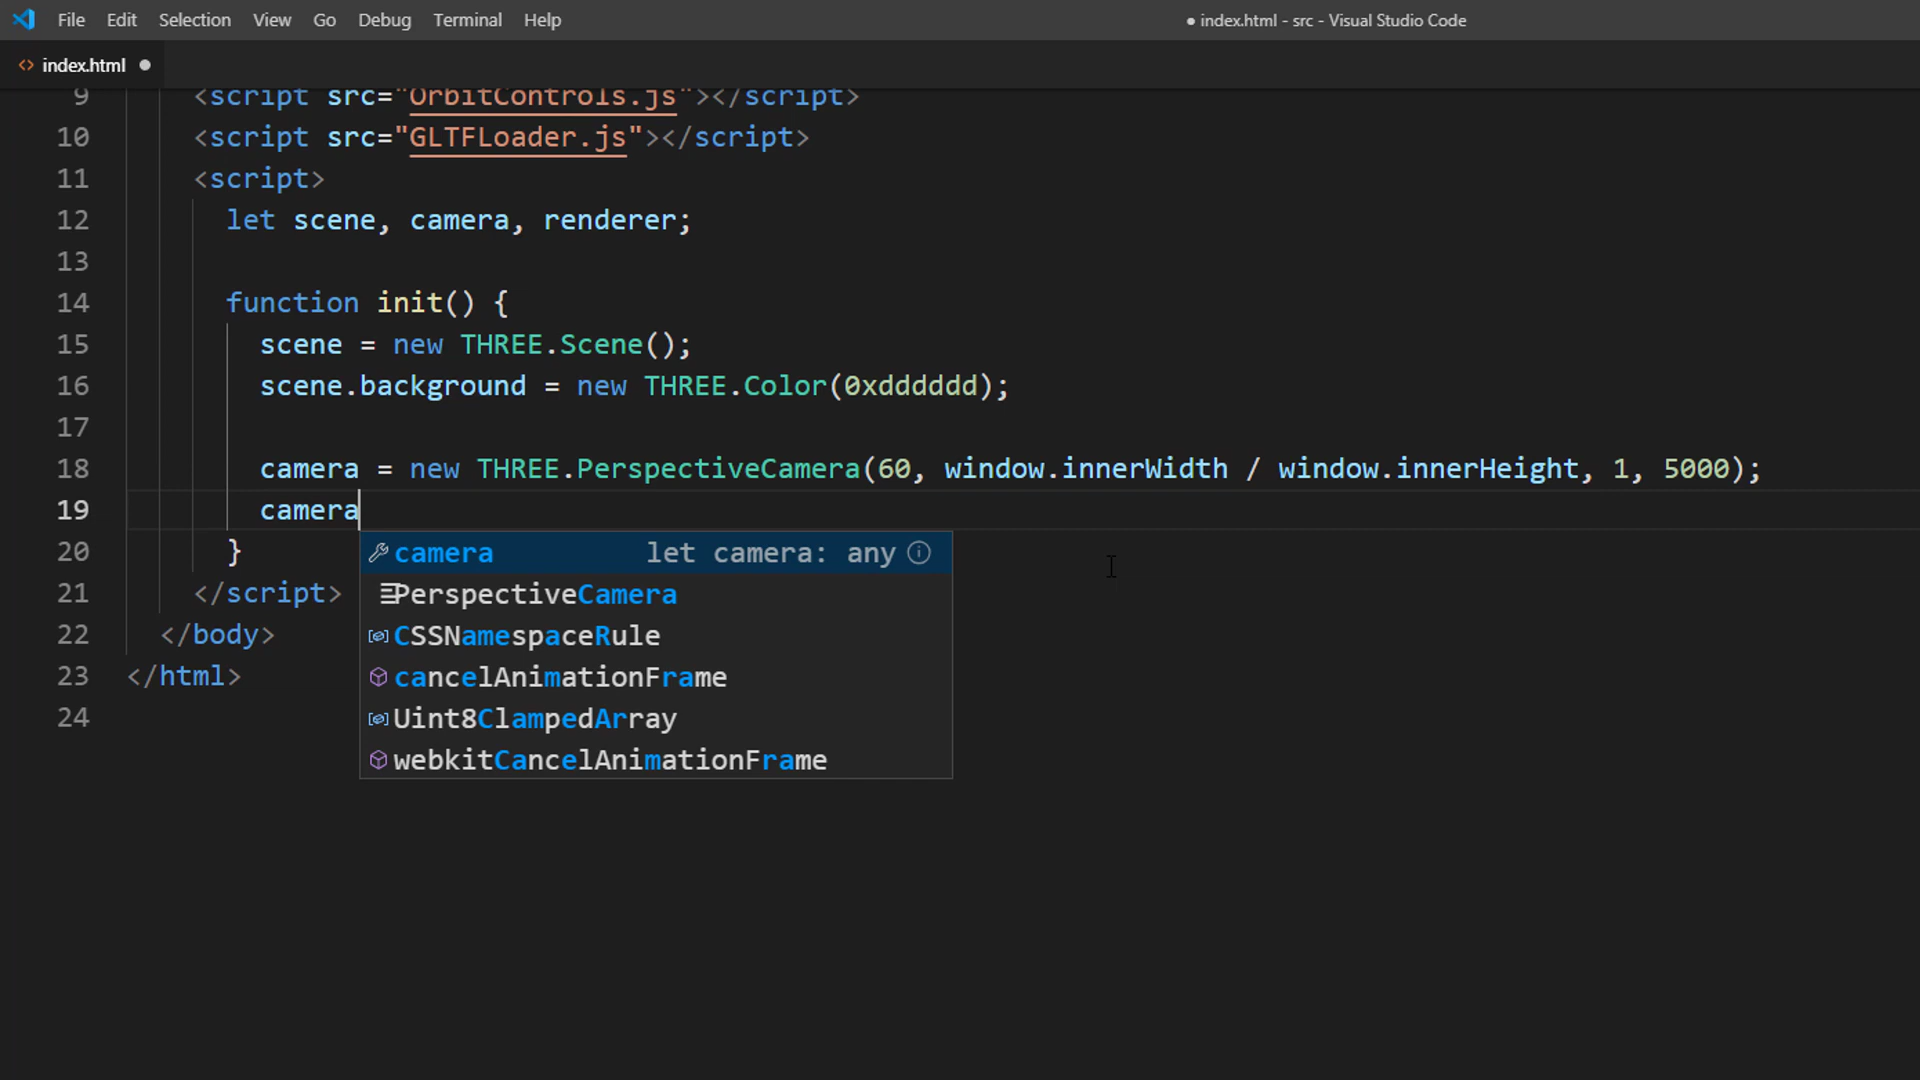 File Edit Selection View Go Debug Terminal Help ● index.html - src - Visual Studio Code
<> index.html ●
9 <script src="OrbitControls.js"></script>
10 <script src="GLTFLoader.js"></script>
11 <script>
12 let scene, camera, renderer;
13
14 function init() {
15 scene = new THREE.Scene();
16 scene.background = new THREE.Color(0xdddddd);
17
18 camera = new THREE.PerspectiveCamera(60, window.innerWidth / window.innerHeight, 1, 5000);
19 camera
20 }
camera let camera: any
PerspectiveCamera
CSSNamespaceRule
cancelAnimationFrame
Uint8ClampedArray
webkitCancelAnimationFrame
21 </script>
22 </body>
23 </html>
24